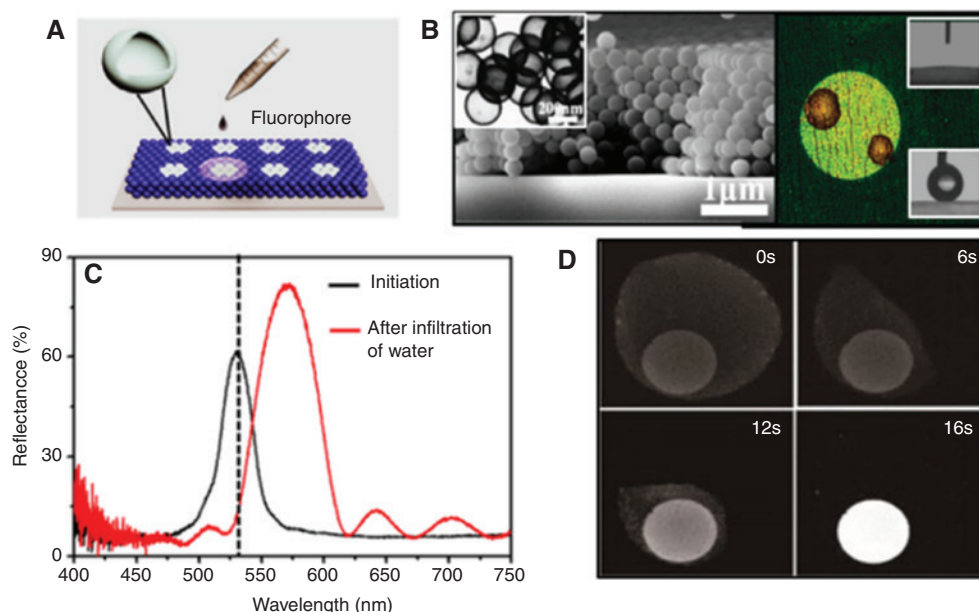 A
Fluorophore
B
200nm
1μm
C
90
60
30
0
Reflectancce (%)
Initiation
After infiltration
of water
400
450
500
550
600
650
700
750
Wavelength (nm)
D
0s
6s
12s
16s